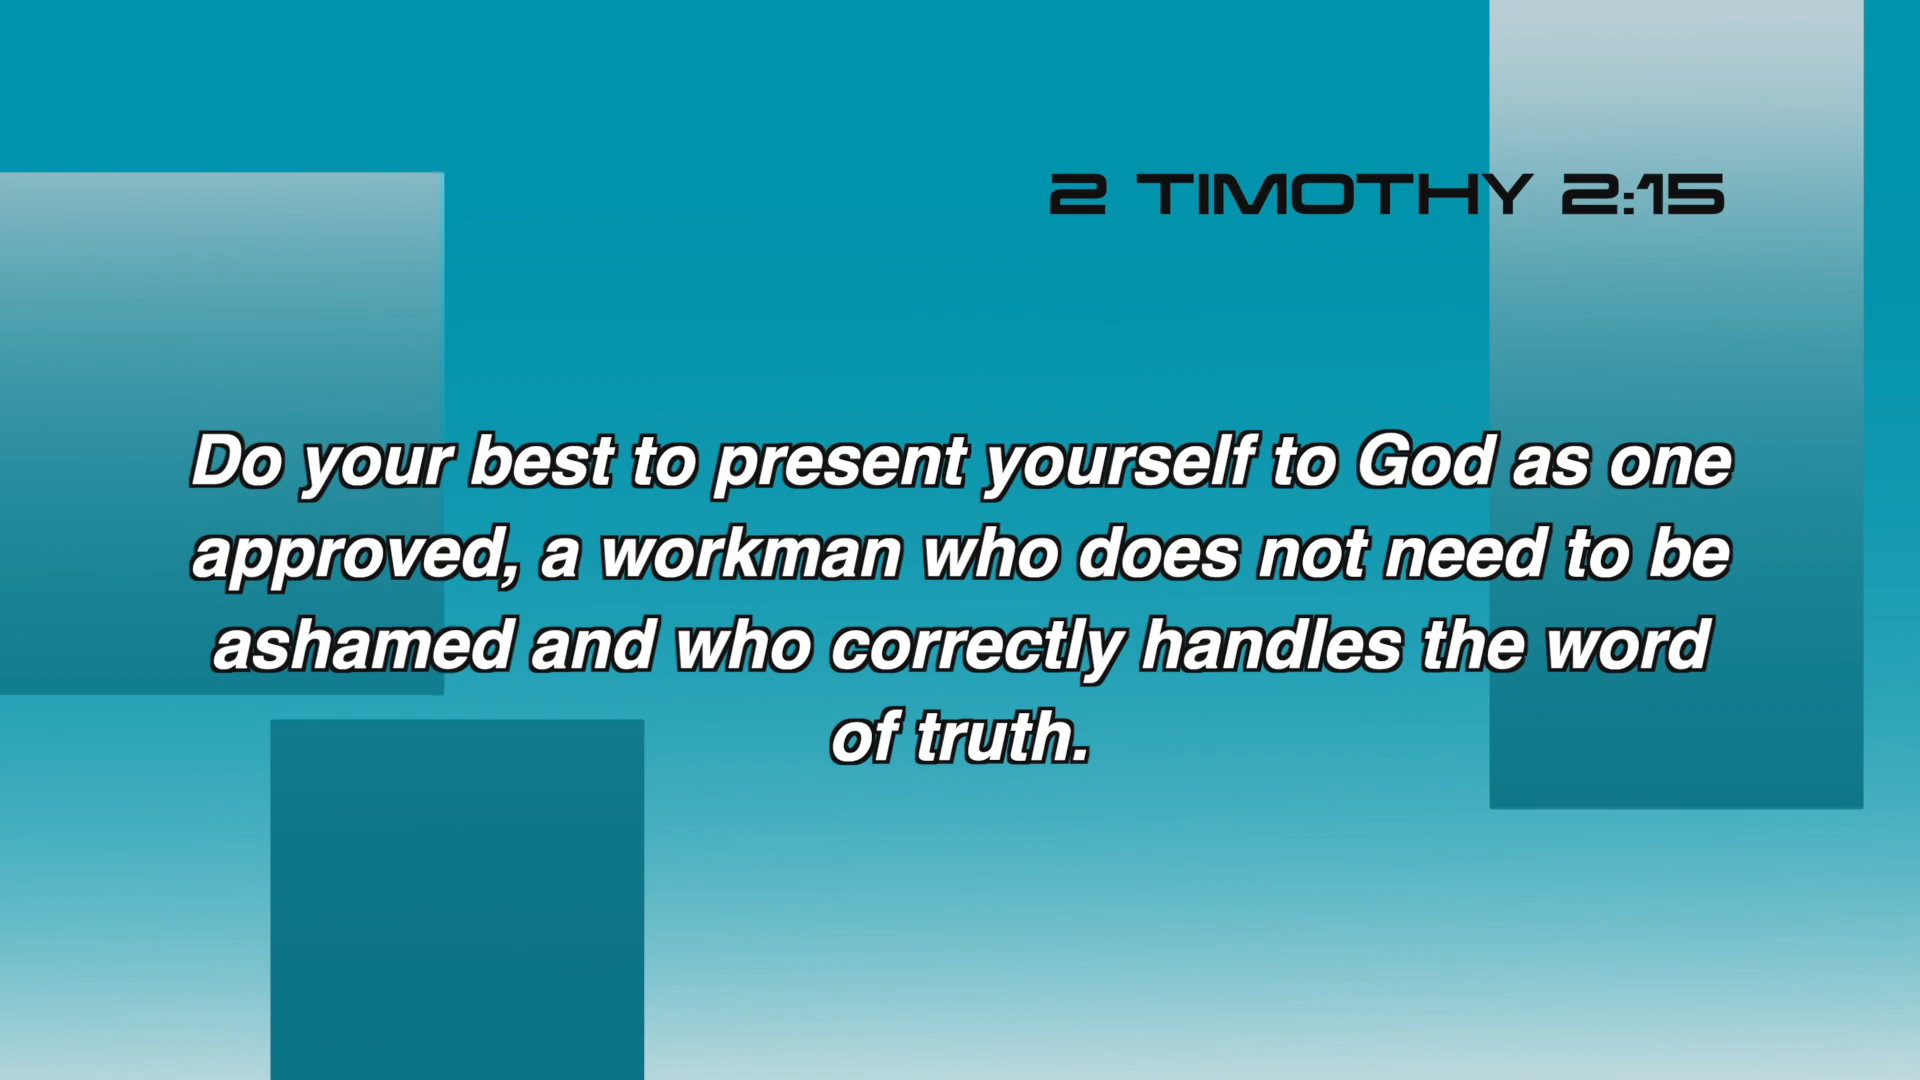 2 TIMOTHY 2:15
Do your best to present yourself to God as one
approved, a workman who does not need to be
ashamed and who correctly handles the word
of truth.